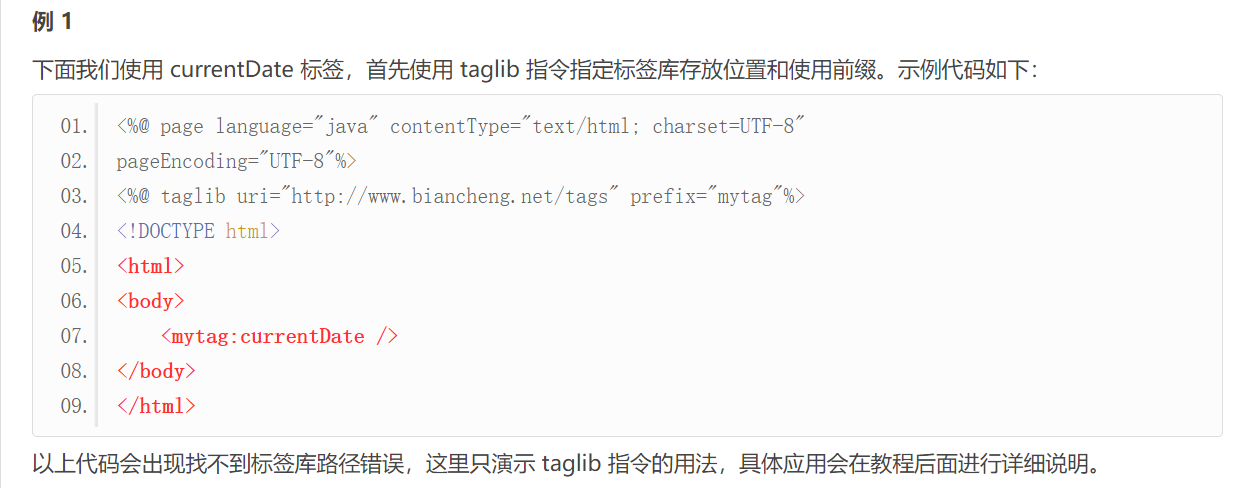 例 1
下面我们使用 currentDate 标签，首先使用 taglib 指令指定标签库存放位置和使用前缀。示例代码如下：
01. <%@ page language="java" contentType="text/html; charset=UTF-8"
02. pageEncoding="UTF-8"%>
03. <%@ taglib uri="http://www.biancheng.net/tags" prefix="mytag"%>
04. <!DOCTYPE html>
05. <html>
06. <body>
07.     <mytag:currentDate />
08. </body>
09. </html>
以上代码会出现找不到标签库路径错误，这里只演示 taglib 指令的用法，具体应用会在教程后面进行详细说明。